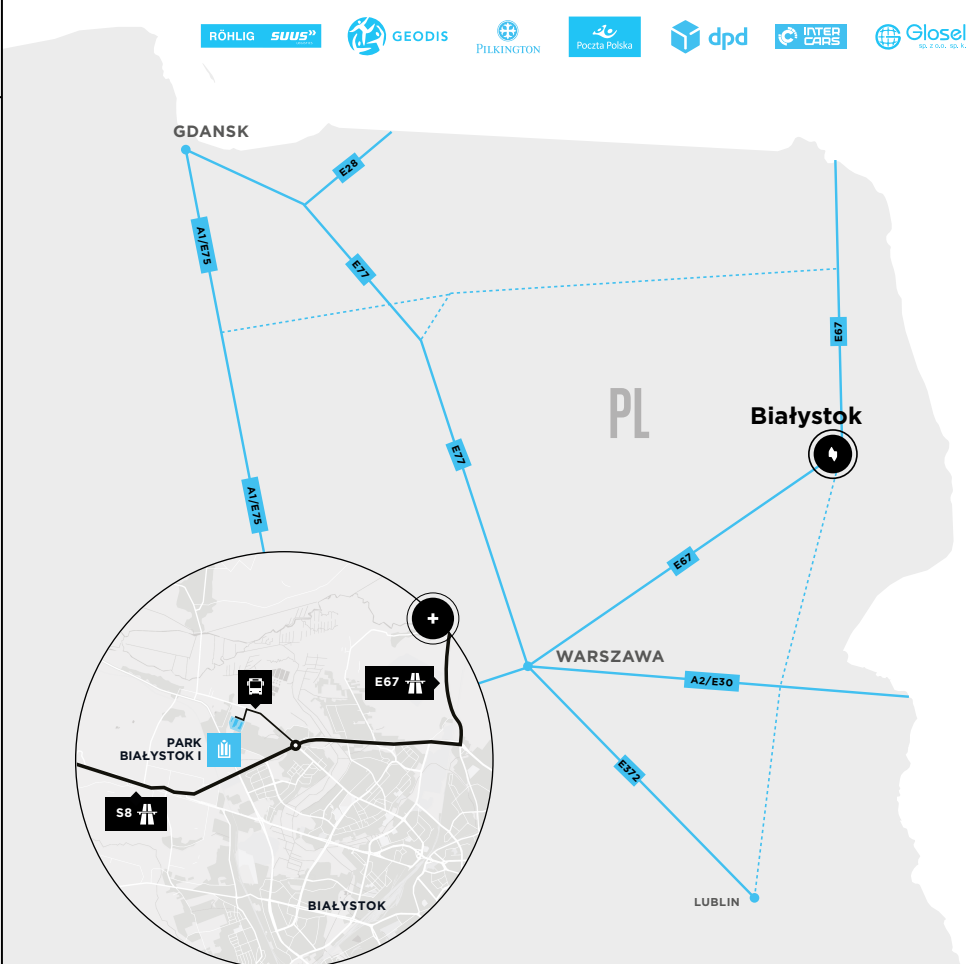 RÖHLIG SUUS
GEODIS
PILKINGTON
Poczta Polska
dpd
INTER
CARS
Glosel
sp. z o.o. sp. k.
GDANSK
E28
A1/E75
E77
E67
PL
Białystok
E77
A1/E75
E67
WARSZAWA
A2/E30
E67
PARK
BIAŁYSTOK I
E372
S8
LUBLIN
BIAŁYSTOK